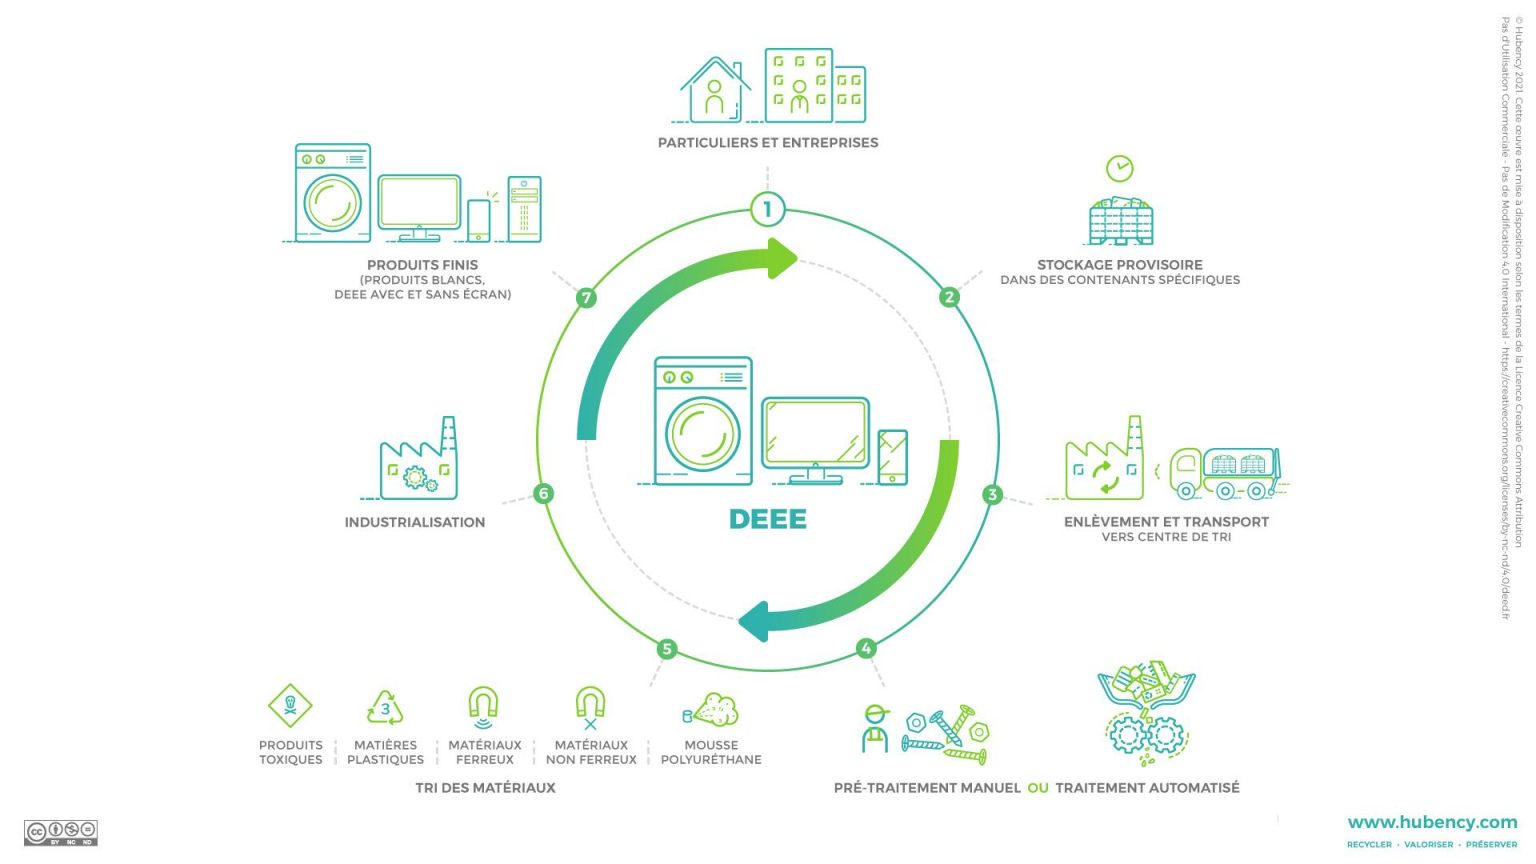 PARTICULIERS ET ENTREPRISES
1
STOCKAGE PROVISOIRE
DANS DES CONTENANTS SPÉCIFIQUES
2
ENLÈVEMENT ET TRANSPORT
VERS CENTRE DE TRI
3
4
PRÉ-TRAITEMENT MANUEL OU TRAITEMENT AUTOMATISÉ
5
3
PRODUITS
TOXIQUES
MATIÈRES
PLASTIQUES
MATÉRIAUX
FERREUX
MATÉRIAUX
NON FERREUX
MOUSSE
POLYURÉTHANE
TRI DES MATÉRIAUX
6
INDUSTRIALISATION
7
PRODUITS FINIS
(PRODUITS BLANCS,
DEEE AVEC ET SANS ÉCRAN)
DEEE
© Hubency 2021. Cette œuvre est mise à disposition selon les termes de la Licence Creative Commons Attribution
Pas d'Utilisation Commerciale - Pas de Modification 4.0 International - https://creativecommons.org/licenses/by-nc-nd/4.0/deed.fr
cc
BY NC ND
www.hubency.com
RECYCLER • VALORISER • PRÉSERVER